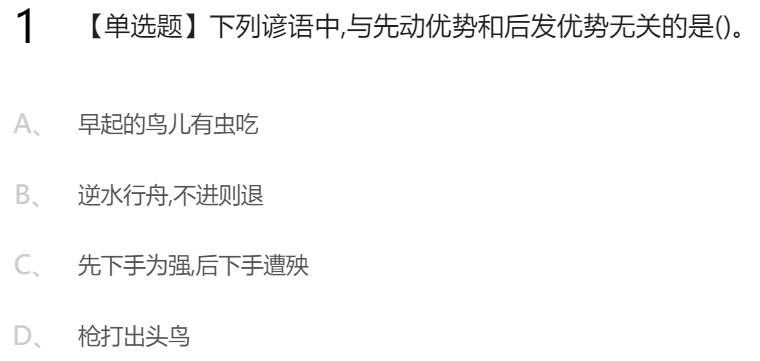 1 【单选题】下列谚语中,与先动优势和后发优势无关的是()。
A、 早起的鸟儿有虫吃
B、 逆水行舟,不进则退
C、 先下手为强,后下手遭殃
D、 枪打出头鸟